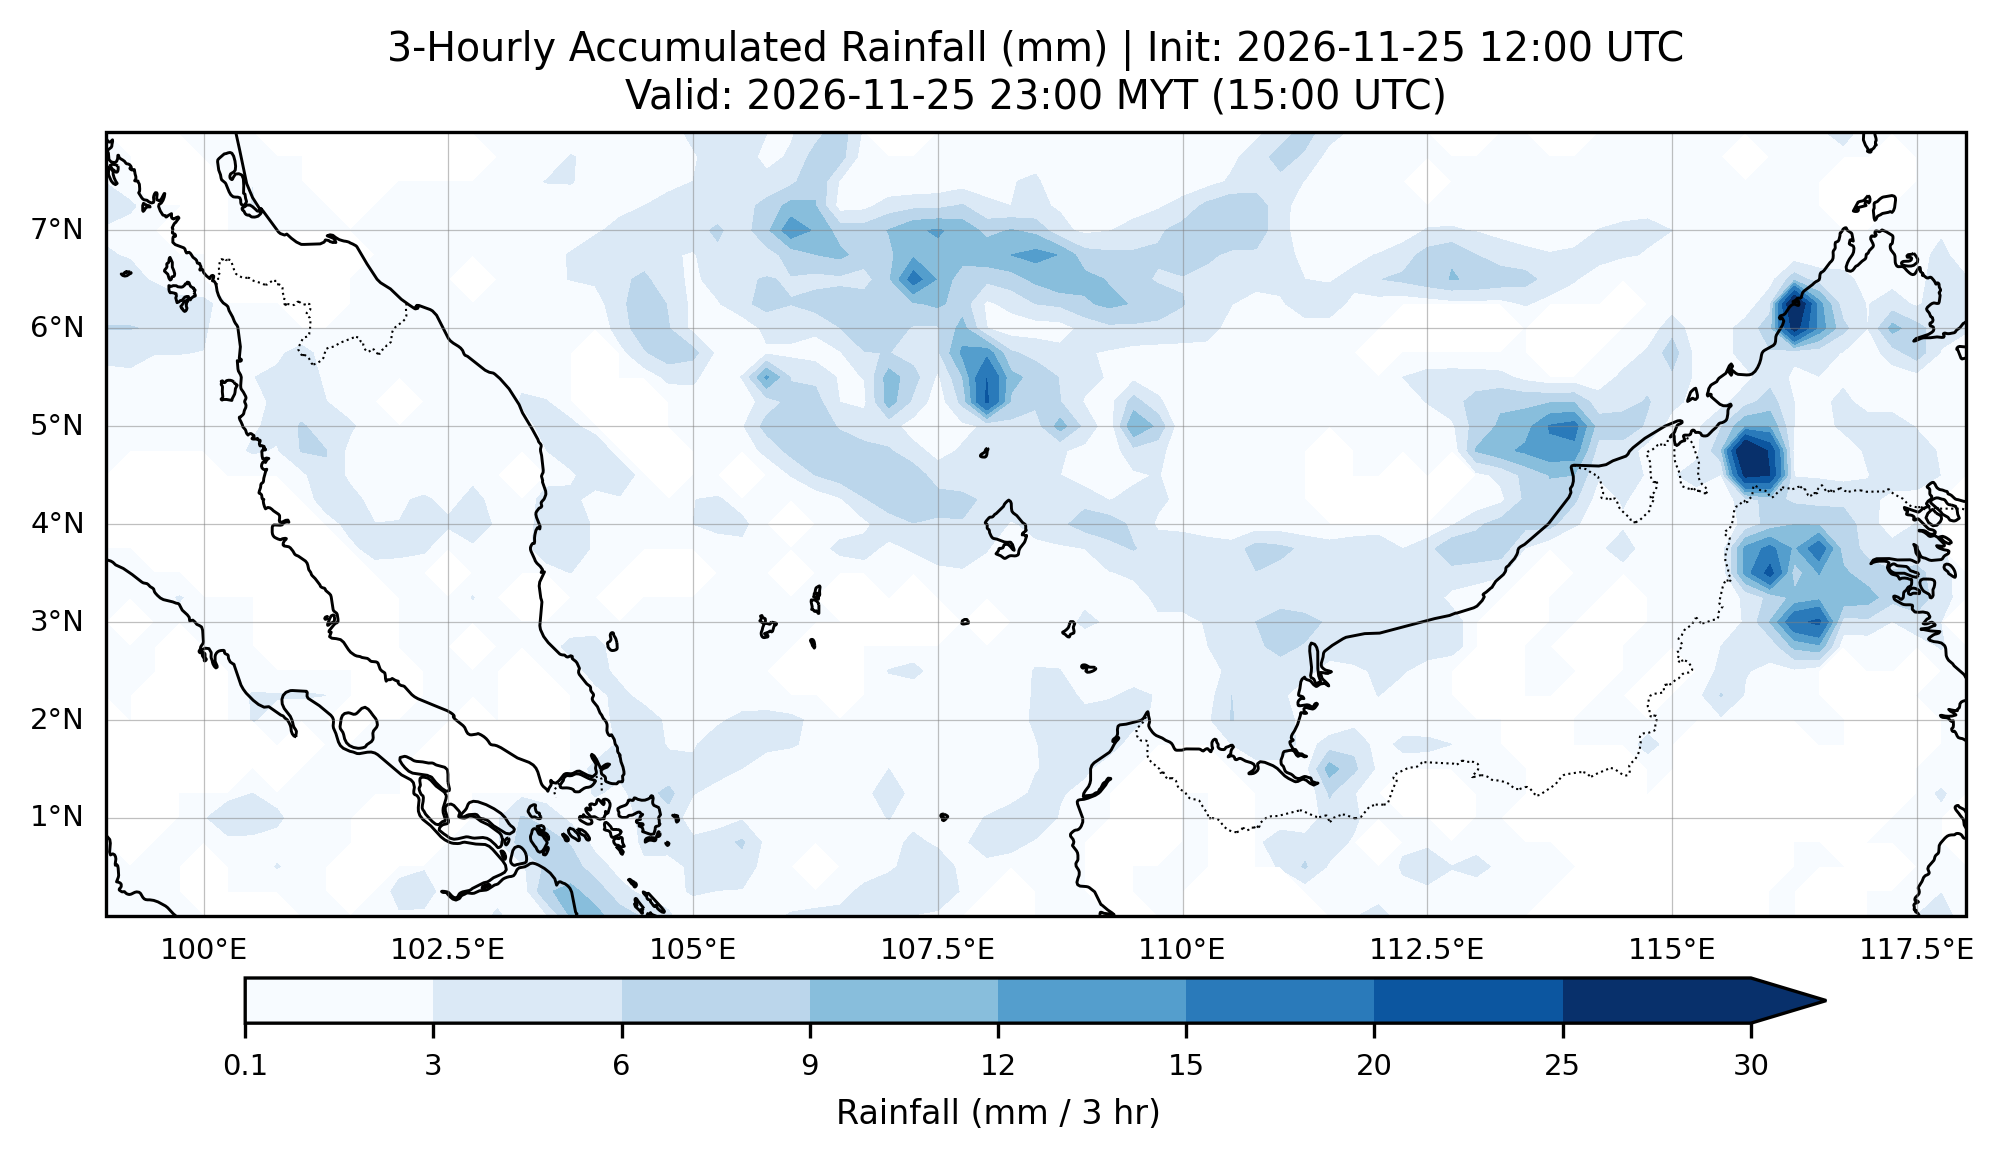 3-Hourly Accumulated Rainfall (mm) | Init: 2026-11-25 12:00 UTC
Valid: 2026-11-25 23:00 MYT (15:00 UTC)
7°N
6°N
5°N
4°N
3°N
2°N
1°N
100°E 102.5°E 105°E 107.5°E 110°E 112.5°E 115°E 117.5°E
0.1 3 6 9 12 15 20 25 30
Rainfall (mm / 3 hr)